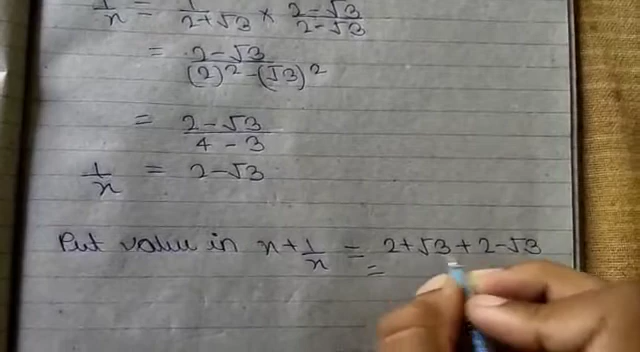 1/x = 1/2+√3 × 2-√3/2-√3
= 2-√3/(2)² - (√3)²
= 2-√3/4-3
1/x = 2-√3
Put value in x + 1/x = 2+√3+2-√3
=